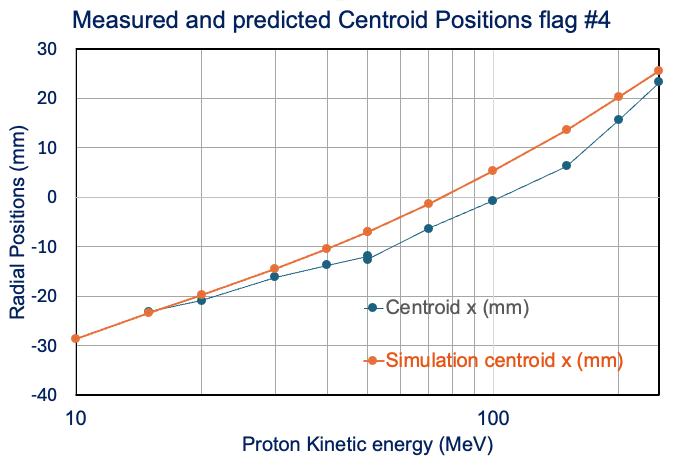 Measured and predicted Centroid Positions flag #4
30
20
10
0
-10
-20
-30
-40
Radial Positions (mm)
Centroid x (mm)
Simulation centroid x (mm)
10
100
Proton Kinetic energy (MeV)